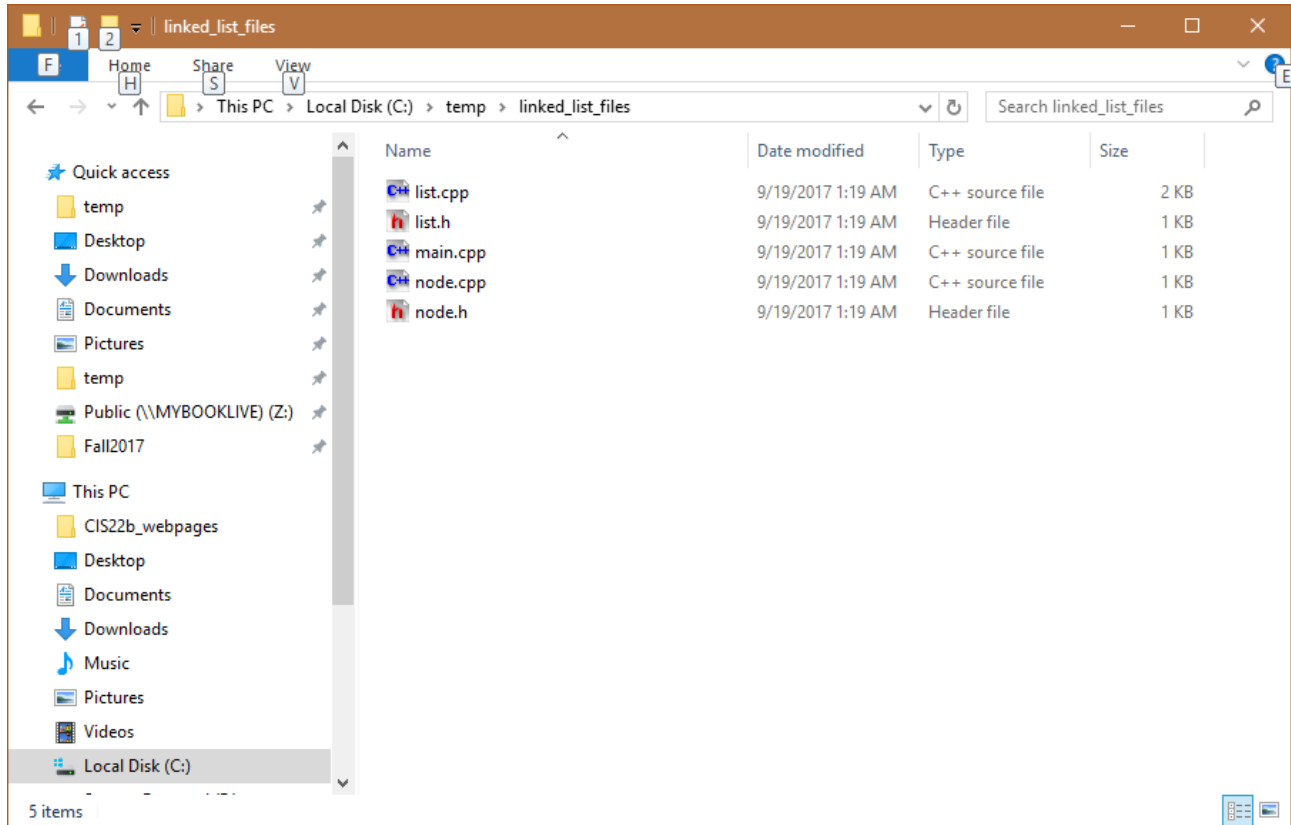 1 2 linked_list_files
F Home Share View
H S V E
This PC > Local Disk (C:) > temp > linked_list_files Search linked_list_files
Name Date modified Type Size
Quick access
temp
Desktop
Downloads
Documents
Pictures
temp
Public (\\MYBOOKLIVE) (Z:)
Fall2017
This PC
CIS22b_webpages
Desktop
Documents
Downloads
Music
Pictures
Videos
Local Disk (C:)
C++ list.cpp 9/19/2017 1:19 AM C++ source file 2 KB
h list.h 9/19/2017 1:19 AM Header file 1 KB
C++ main.cpp 9/19/2017 1:19 AM C++ source file 1 KB
C++ node.cpp 9/19/2017 1:19 AM C++ source file 1 KB
h node.h 9/19/2017 1:19 AM Header file 1 KB
5 items